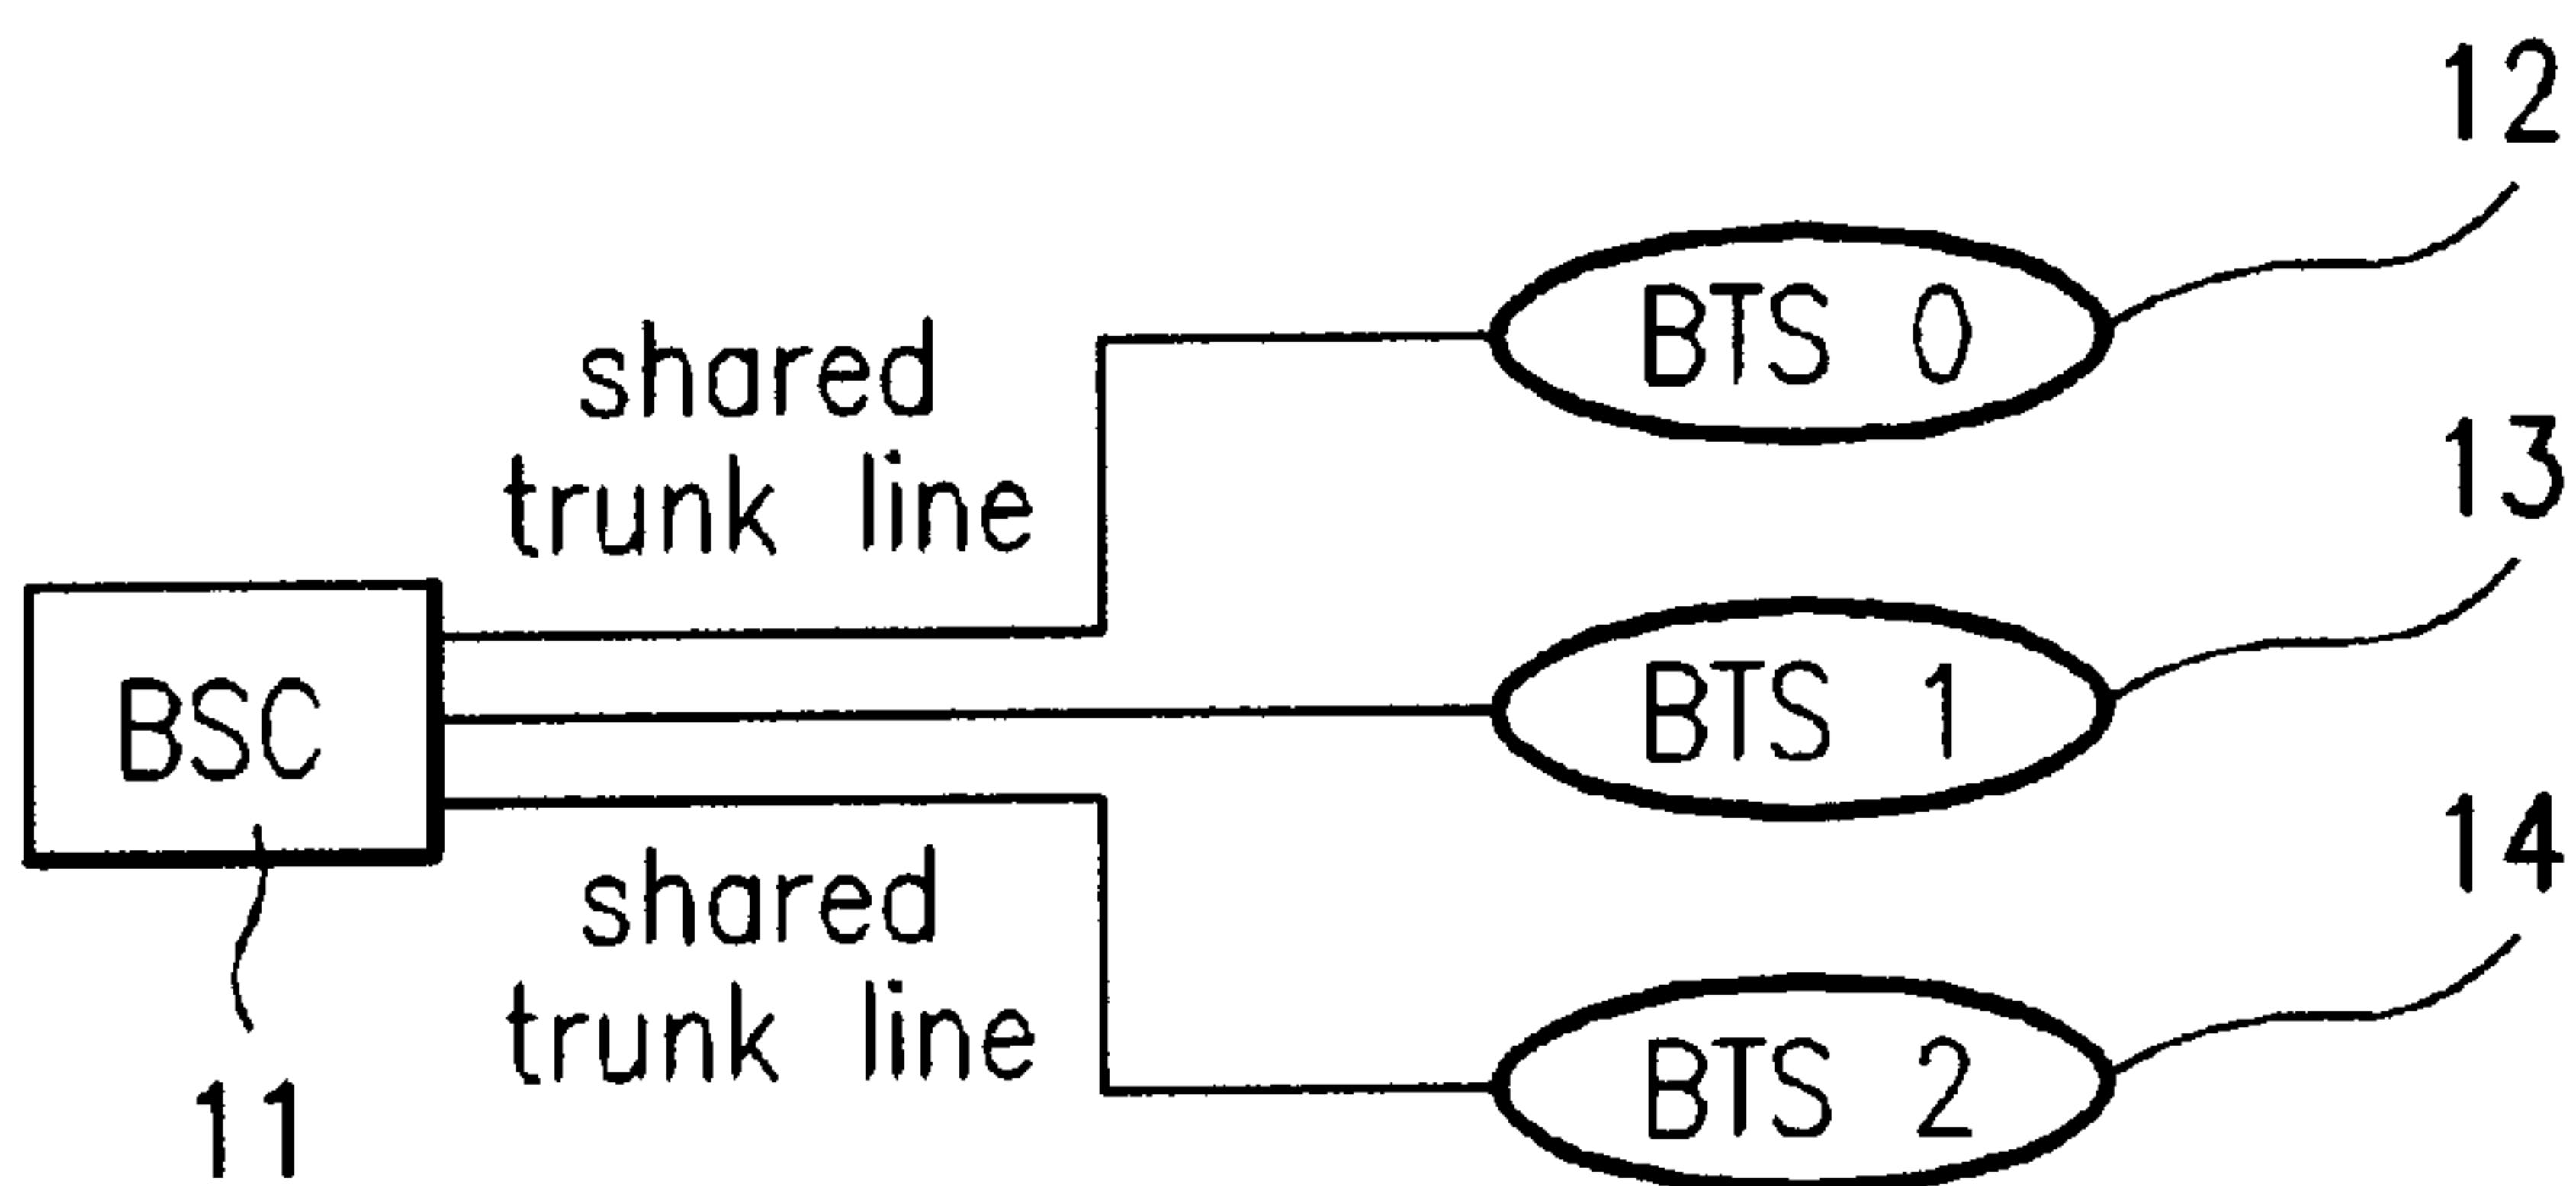 12
BTS 0
shared
trunk line
13
BSC
BTS 1
14
shared
trunk line
11
BTS 2